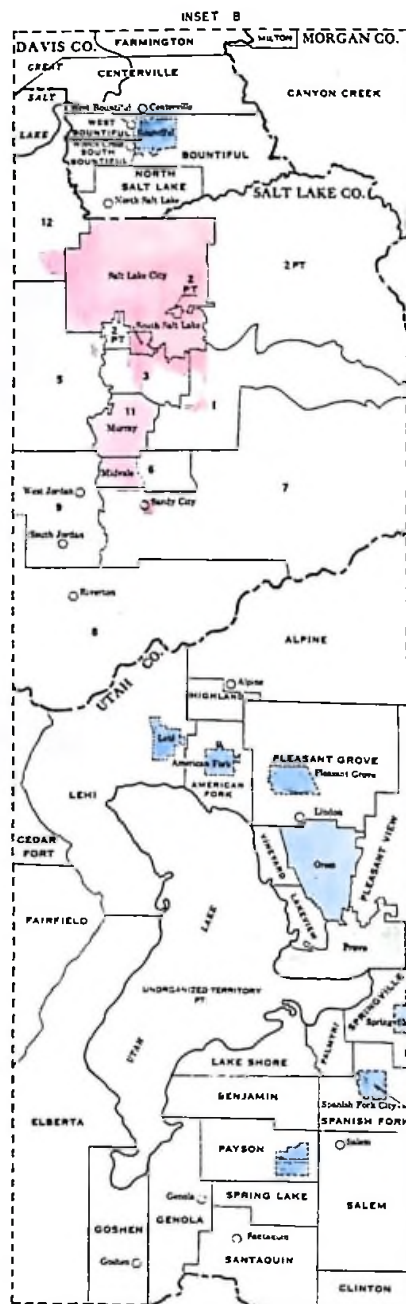 INSET B
DAVIS CO.
FARMINGTON
MILTON
MORGAN CO.
GREAT
CENTERVILLE
CANYON CREEK
SALT
West Bountiful
Centerville
LAKE
WEST
BOUNTIFUL
Bountiful
Woods Cross
SOUTH
BOUNTIFUL
BOUNTIFUL
NORTH
SALT LAKE
North Salt Lake
SALT LAKE CO.
12
2 PT
Salt Lake City
2
PT
2
PT
South Salt Lake
5
3
1
11
Murray
Midvale
6
7
West Jordan
9
Sandy City
South Jordan
Riverton
8
UTAH CO.
ALPINE
Alpine
HIGHLAND
Lehi
American Fork
AMERICAN
FORK
PLEASANT GROVE
Pleasant Grove
LEHI
Lindon
CEDAR
FORT
VINEYARD
Orem
PLEASANT VIEW
LAKEVIEW
FAIRFIELD
LAKE
Provo
UNORGANIZED TERRITORY
PT.
UTAH
SPRINGVILLE
Springville
PALMYRA
LAKE SHORE
BENJAMIN
Spanish Fork City
SPANISH FORK
ELBERTA
PAYSON
Salem
Genola
SPRING LAKE
GOSHEN
GENOLA
SALEM
Santaquin
SANTAQUIN
Goshen
CLINTON